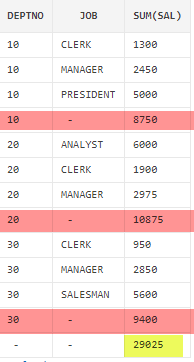 DEPTNO JOB SUM(SAL)
10 CLERK 1300
10 MANAGER 2450
10 PRESIDENT 5000
10 - 8750
20 ANALYST 6000
20 CLERK 1900
20 MANAGER 2975
20 - 10875
30 CLERK 950
30 MANAGER 2850
30 SALESMAN 5600
30 - 9400
- - 29025